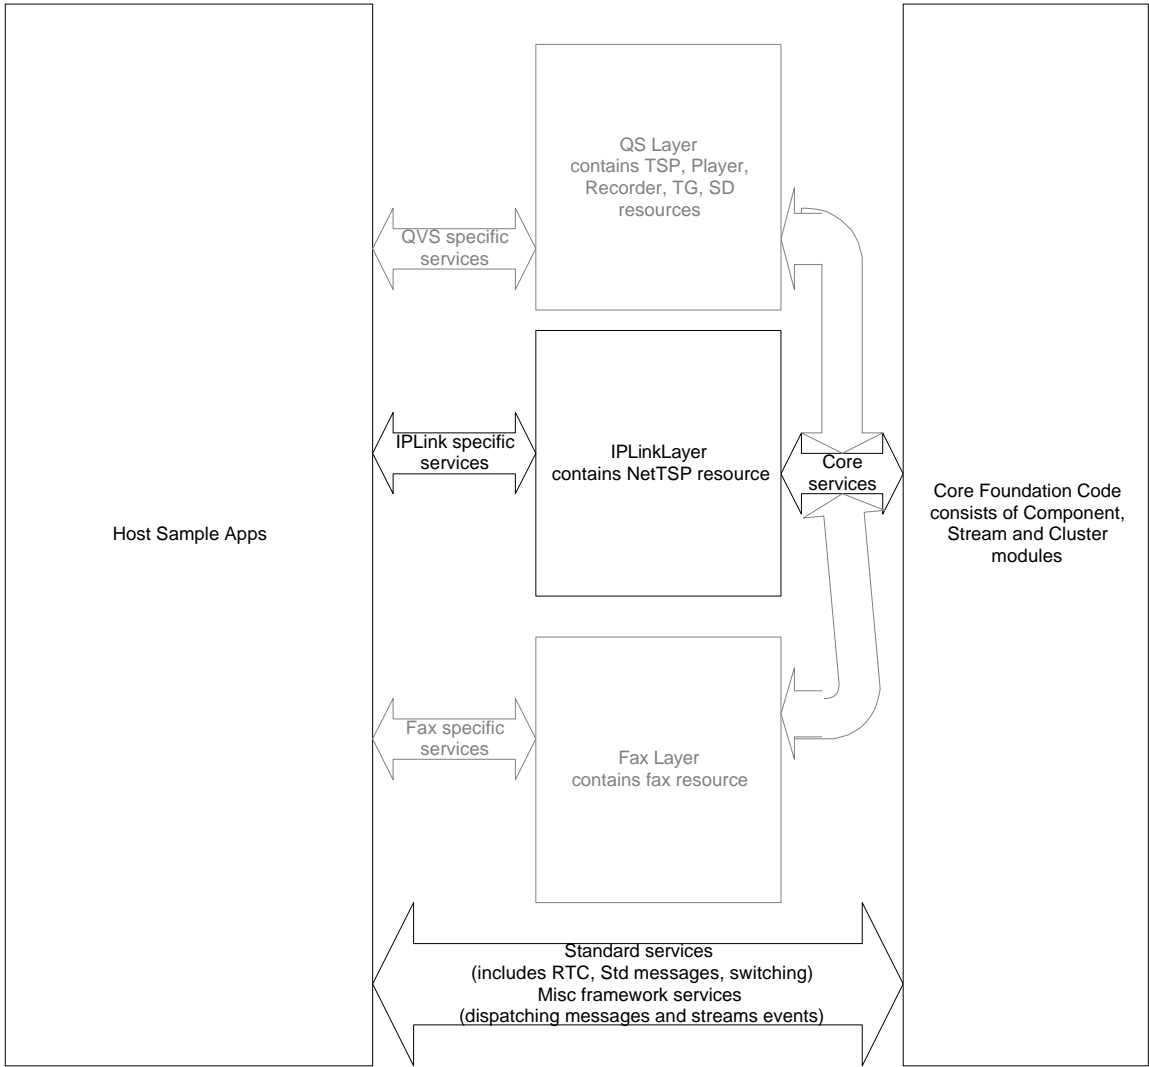 QS Layer
contains TSP, Player,
Recorder, TG, SD
resources
QVS specific
services
IPLink specific
services
IPLinkLayer
contains NetTSP resource
Core
services
Host Sample Apps
Core Foundation Code
consists of Component,
Stream and Cluster
modules
Fax specific
services
Fax Layer
contains fax resource
Standard services
(includes RTC, Std messages, switching)
Misc framework services
(dispatching messages and streams events)